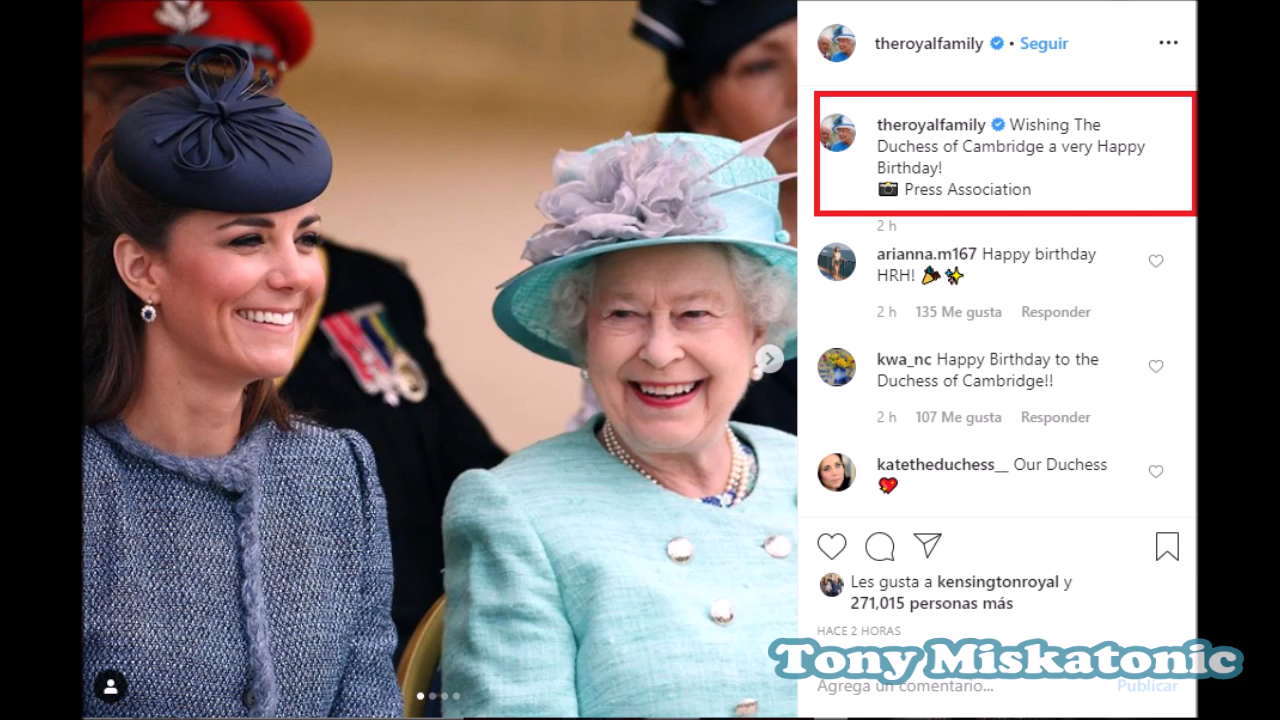 theroyalfamily • Seguir
theroyalfamily Wishing The
Duchess of Cambridge a very Happy
Birthday!
📷 Press Association
2 h
arianna.m167 Happy birthday
HRH! 🎉✨
2 h 135 Me gusta Responder
kwa_nc Happy Birthday to the
Duchess of Cambridge!!
2 h 107 Me gusta Responder
katetheduchess__ Our Duchess
💖
Les gusta a kensingtonroyal y
271,015 personas más
HACE 2 HORAS
Tony Miskatonic
Agrega un comentario... Publicar